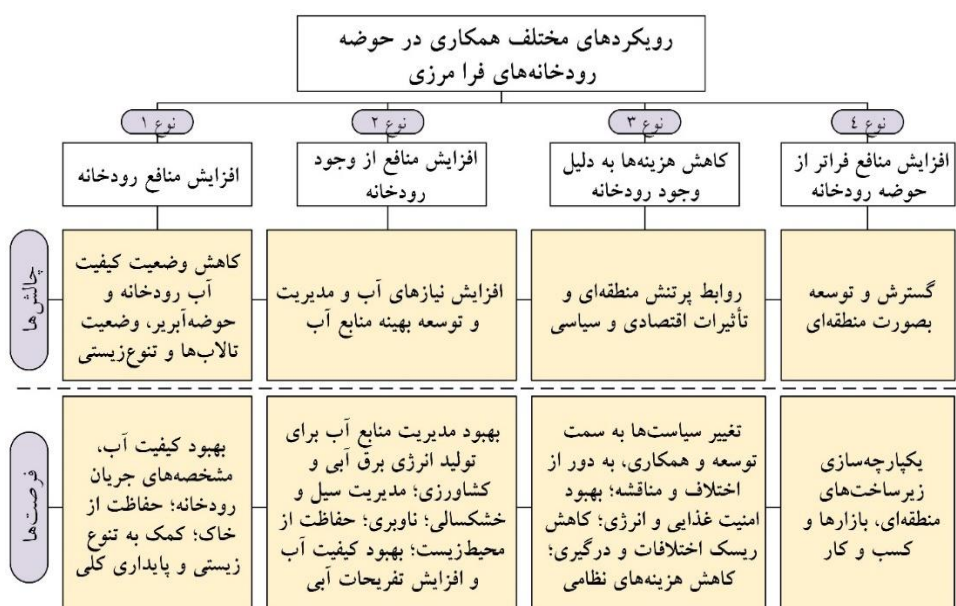 رویکردهای مختلف همکاری در حوضه
رودخانه‌های فرا مرزی
نوع ۱
نوع ۲
نوع ۳
نوع ٤
افزایش منافع رودخانه
افزایش منافع از وجود
رودخانه
کاهش هزینه‌ها به دلیل
وجود رودخانه
افزایش منافع فراتر از
حوضه رودخانه
چالش‌ها
کاهش وضعیت کیفیت
آب رودخانه و
حوضه‌آبریر، وضعیت
تالاب‌ها و تنوع‌زیستی
افزایش نیازهای آب و مدیریت
و توسعه بهینه منابع آب
روابط پرتنش منطقه‌ای و
تأثیرات اقتصادی و سیاسی
گسترش و توسعه
بصورت منطقه‌ای
فرصت‌ها
بهبود کیفیت آب،
مشخصه‌های جریان
رودخانه؛ حفاظت از
خاک؛ کمک به تنوع
زیستی و پایداری کلی
بهبود مدیریت منابع آب برای
تولید انرژی برق آبی و
کشاورزی؛ مدیریت سیل و
خشکسالی؛ ناوبری؛ حفاظت از
محیط‌زیست؛ بهبود کیفیت آب
و افزایش تفریحات آبی
تغییر سیاست‌ها به سمت
توسعه و همکاری، به دور از
اختلاف و مناقشه؛ بهبود
امنیت غذایی و انرژی؛ کاهش
ریسک اختلافات و درگیری؛
کاهش هزینه‌های نظامی
یکپارچه‌سازی
زیرساخت‌های
منطقه‌ای، بازارها و
کسب و کار